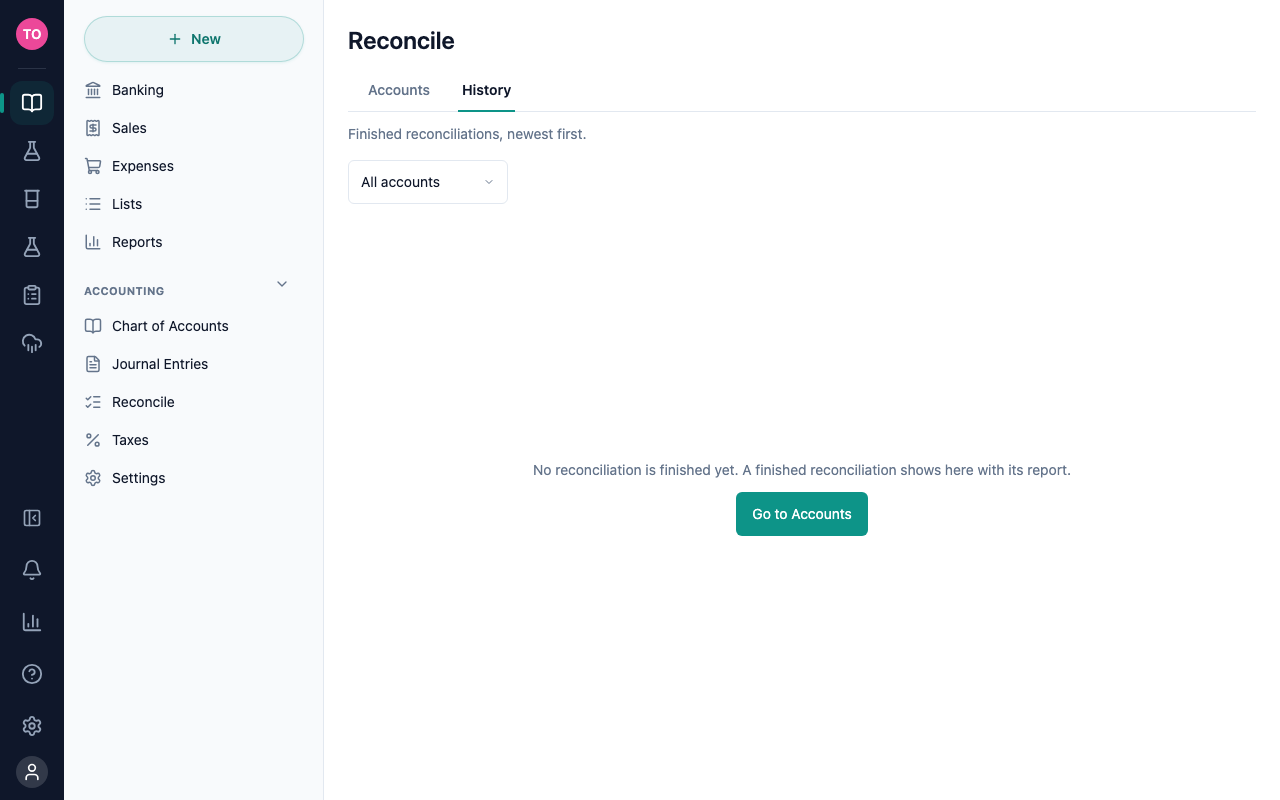 TO
New
Banking
Sales
Expenses
Lists
Reports
ACCOUNTING
Chart of Accounts
Journal Entries
Reconcile
Taxes
Settings
Reconcile
Accounts
History
Finished reconciliations, newest first.
All accounts
No reconciliation is finished yet. A finished reconciliation shows here with its report.
Go to Accounts